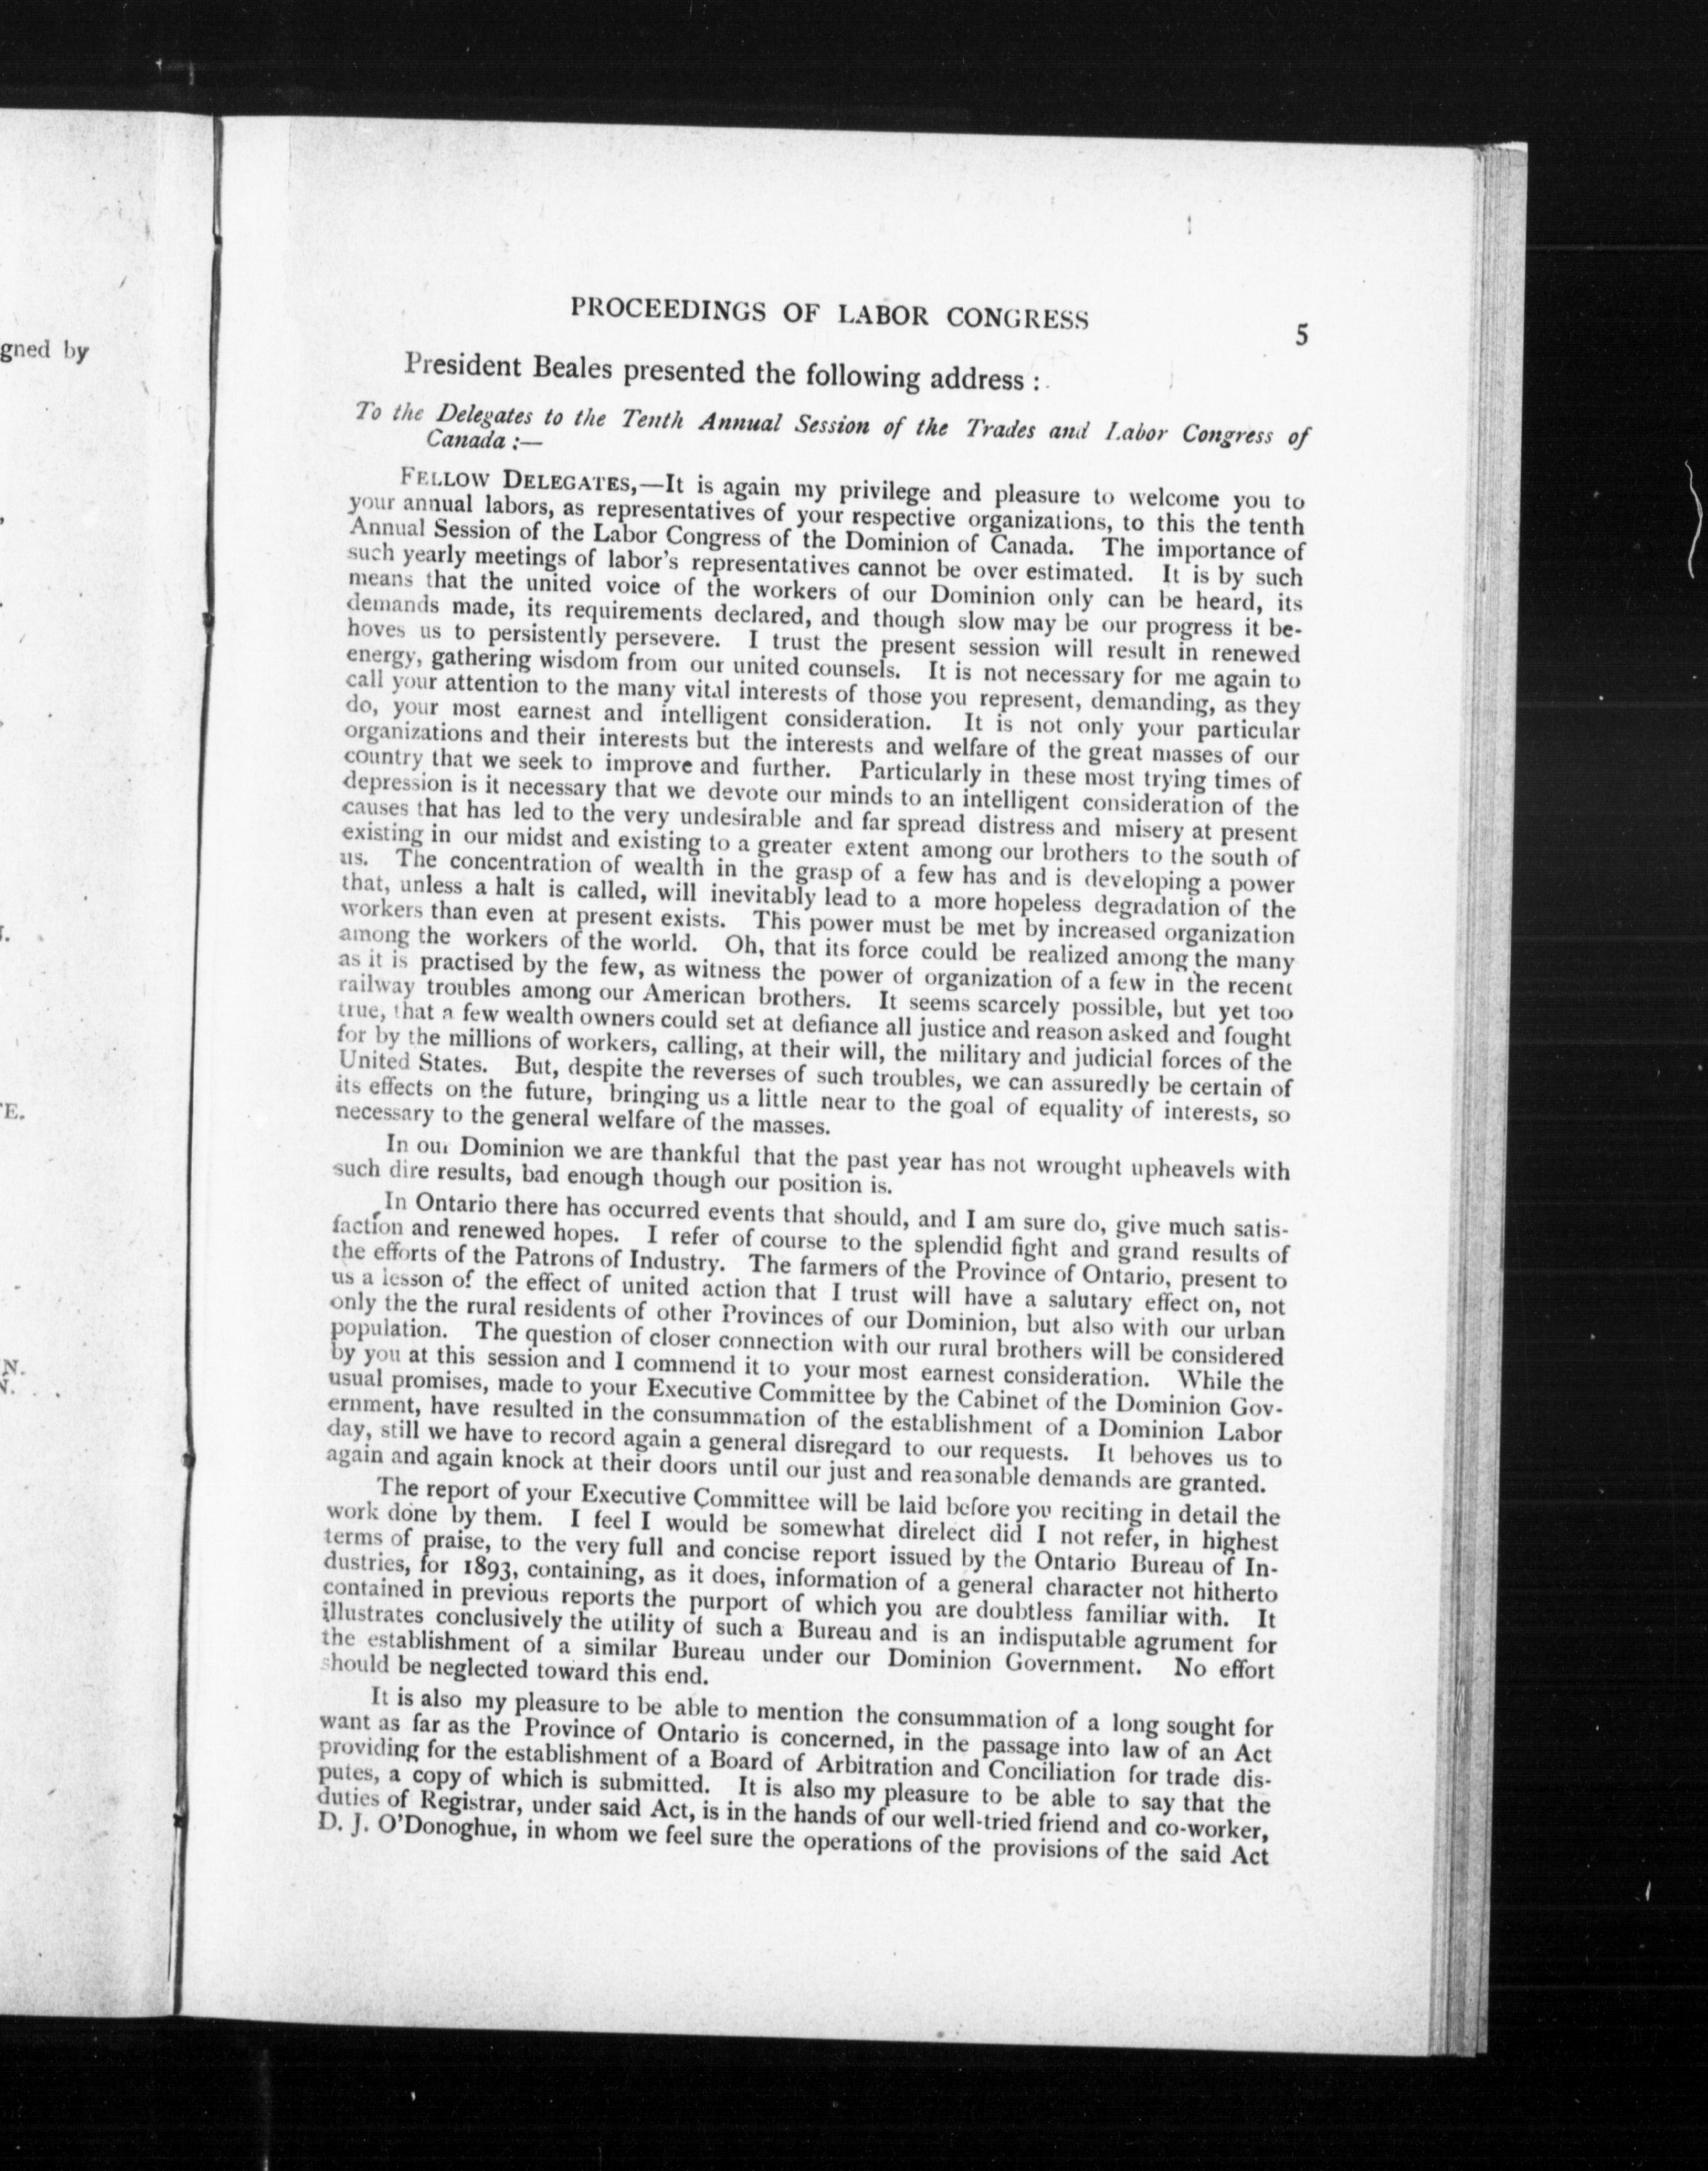 gned by
E.
N.
PROCEEDINGS OF LABOR CONGRESS
5
President Beales presented the following address :
To the Delegates to the Tenth Annual Session of the Trades and Labor Congress of
Canada :—
FELLOW DELEGATES,—It is again my privilege and pleasure to welcome you to
your annual labors, as representatives of your respective organizations, to this the tenth
Annual Session of the Labor Congress of the Dominion of Canada. The importance of
such yearly meetings of labor's representatives cannot be over estimated. It is by such
means that the united voice of the workers of our Dominion only can be heard, its
demands made, its requirements declared, and though slow may be our progress it be-
hoves us to persistently persevere. I trust the present session will result in renewed
energy, gathering wisdom from our united counsels. It is not necessary for me again to
call your attention to the many vital interests of those you represent, demanding, as they
do, your most earnest and intelligent consideration. It is not only your particular
organizations and their interests but the interests and welfare of the great masses of our
country that we seek to improve and further. Particularly in these most trying times of
depression is it necessary that we devote our minds to an intelligent consideration of the
causes that has led to the very undesirable and far spread distress and misery at present
existing in our midst and existing to a greater extent among our brothers to the south of
us. The concentration of wealth in the grasp of a few has and is developing a power
that, unless a halt is called, will inevitably lead to a more hopeless degradation of the
workers than even at present exists. This power must be met by increased organization
among the workers of the world. Oh, that its force could be realized among the many
as it is practised by the few, as witness the power of organization of a few in the recent
railway troubles among our American brothers. It seems scarcely possible, but yet too
true, that a few wealth owners could set at defiance all justice and reason asked and fought
for by the millions of workers, calling, at their will, the military and judicial forces of the
United States. But, despite the reverses of such troubles, we can assuredly be certain of
its effects on the future, bringing us a little near to the goal of equality of interests, so
necessary to the general welfare of the masses.
In our Dominion we are thankful that the past year has not wrought upheavels with
such dire results, bad enough though our position is.
In Ontario there has occurred events that should, and I am sure do, give much satis-
faction and renewed hopes. I refer of course to the splendid fight and grand results of
the efforts of the Patrons of Industry. The farmers of the Province of Ontario, present to
us a lesson of the effect of united action that I trust will have a salutary effect on, not
only the the rural residents of other Provinces of our Dominion, but also with our urban
population. The question of closer connection with our rural brothers will be considered
by you at this session and I commend it to your most earnest consideration. While the
usual promises, made to your Executive Committee by the Cabinet of the Dominion Gov-
ernment, have resulted in the consummation of the establishment of a Dominion Labor
day, still we have to record again a general disregard to our requests. It behoves us to
again and again knock at their doors until our just and reasonable demands are granted.
The report of your Executive Committee will be laid before you reciting in detail the
work done by them. I feel I would be somewhat direlect did I not refer, in highest
terms of praise, to the very full and concise report issued by the Ontario Bureau of In-
dustries, for 1893, containing, as it does, information of a general character not hitherto
contained in previous reports the purport of which you are doubtless familiar with. It
illustrates conclusively the utility of such a Bureau and is an indisputable agrument for
the establishment of a similar Bureau under our Dominion Government. No effort
should be neglected toward this end.
It is also my pleasure to be able to mention the consummation of a long sought for
want as far as the Province of Ontario is concerned, in the passage into law of an Act
providing for the establishment of a Board of Arbitration and Conciliation for trade dis-
putes, a copy of which is submitted. It is also my pleasure to be able to say that the
duties of Registrar, under said Act, is in the hands of our well-tried friend and co-worker,
D. J. O'Donoghue, in whom we feel sure the operations of the provisions of the said Act